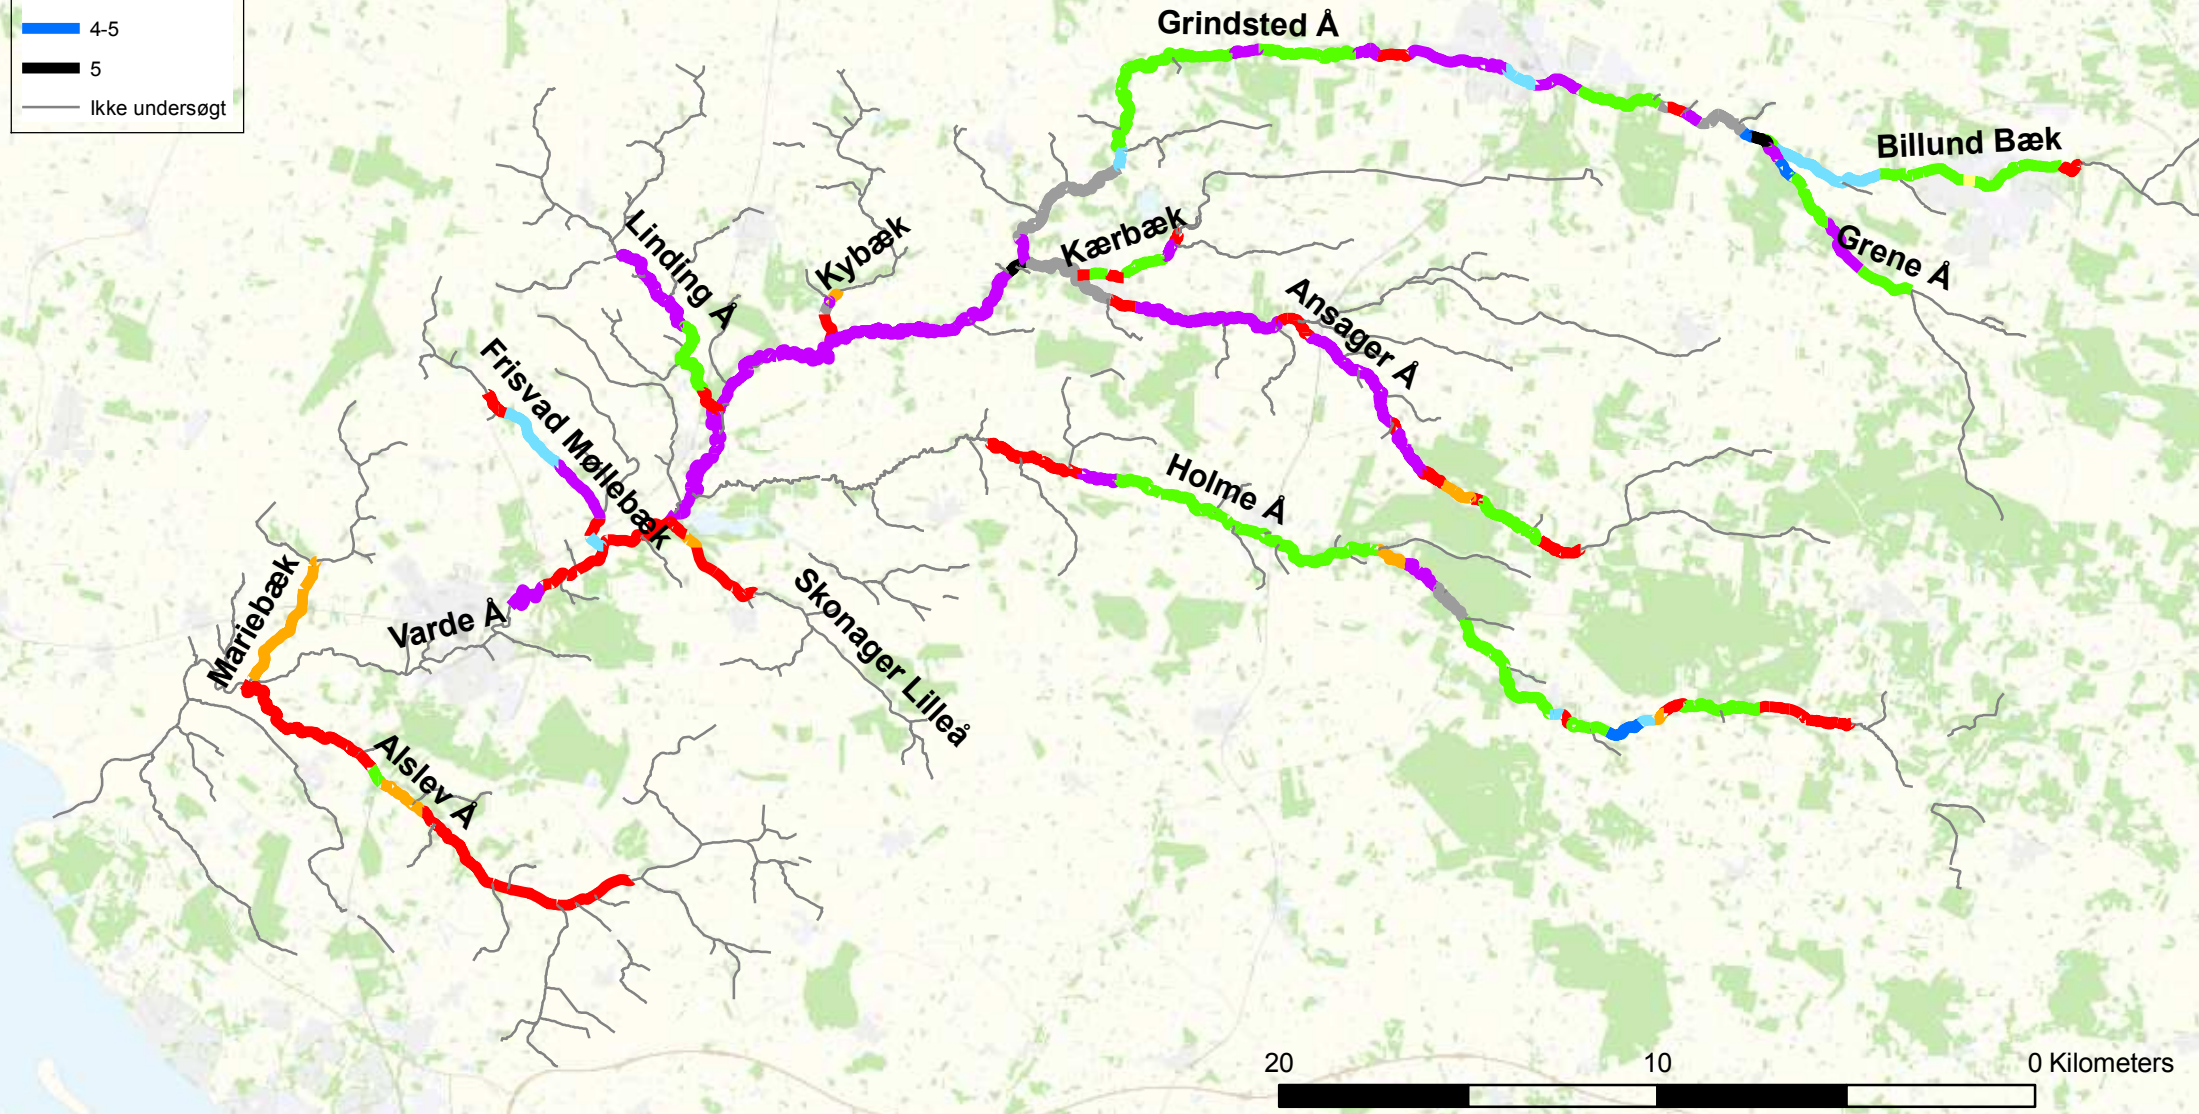 4-5
5
Ikke undersøgt
Grindsted Å
Billund Bæk
Grene Å
Kærbæk
Kybæk
Linding Å
Ansager Å
Frisvad Møllebæk
Holme Å
Mariebæk
Varde Å
Skonager Lilleå
Alslev Å
20 10 0 Kilometers